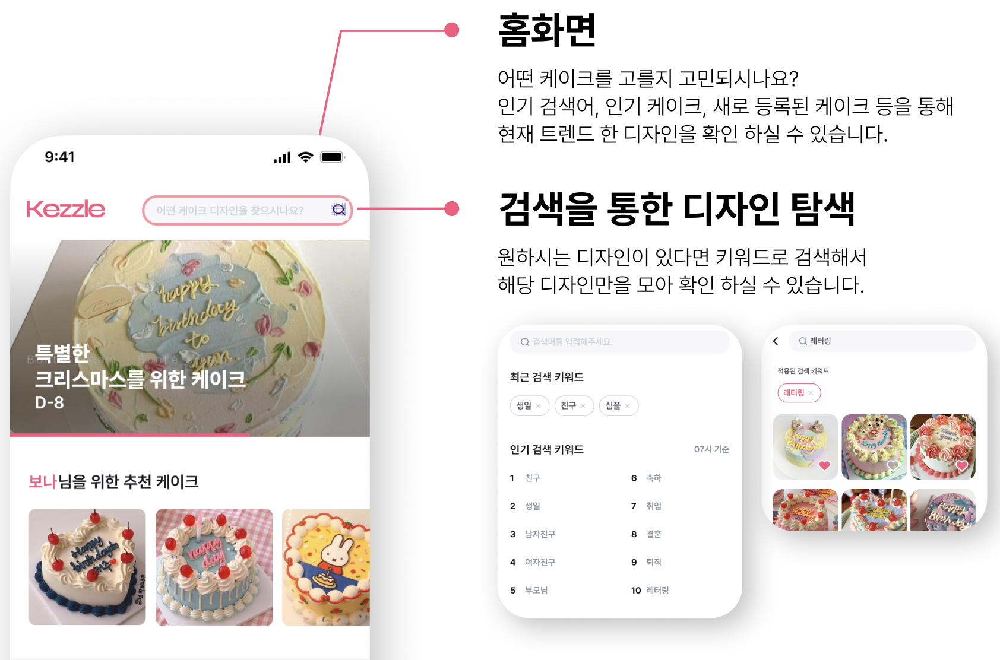 홈화면
어떤 케이크를 고를지 고민되시나요?
인기 검색어, 인기 케이크, 새로 등록된 케이크 등을 통해
현재 트렌드 한 디자인을 확인 하실 수 있습니다.
검색을 통한 디자인 탐색
원하시는 디자인이 있다면 키워드로 검색해서
해당 디자인만을 모아 확인 하실 수 있습니다.
9:41
Kezzle
어떤 케이크 디자인을 찾으시나요?
happy
birthday
to
you.
특별한
크리스마스를 위한 케이크
D-8
보나님을 위한 추천 케이크
Happy
birthday
happy
day
검색어를 입력해주세요.
최근 검색 키워드
생일 ×
친구 ×
심플 ×
인기 검색 키워드
07시 기준
1 친구
2 생일
3 남자친구
4 여자친구
5 부모님
6 축하
7 취업
8 결혼
9 퇴직
10 레터링
레터링
적용된 검색 키워드
레터링 ×
Happy
Birthday
Happy
Thank
you
Happy
Birthday